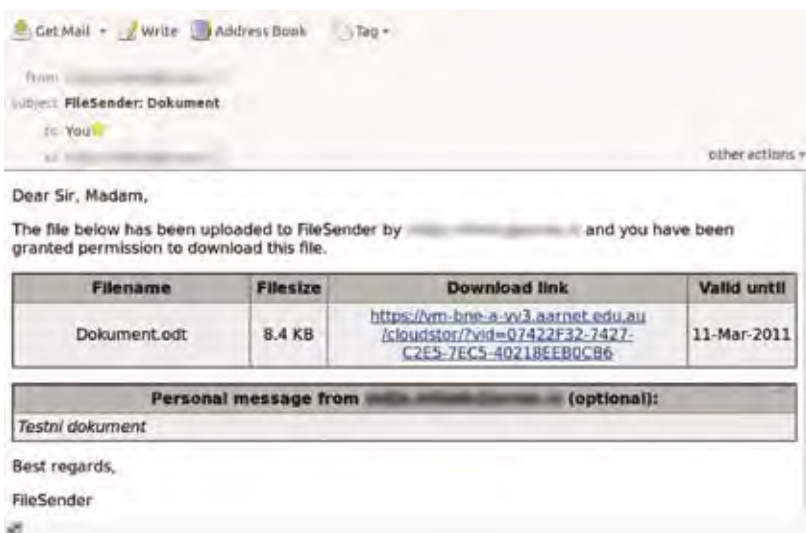 Get Mail Write Address Book Tag
from
subject FileSender: Dokument
to You
other actions
Dear Sir, Madam,
The file below has been uploaded to FileSender by and you have been
granted permission to download this file.
Filename Filesize Download link Valid until
https://vm-bne-a-vv3.aarnet.edu.au
Dokument.odt 8.4 KB /cloudstor/?vid=07422F32-7427- 11-Mar-2011
C2E5-7EC5-40218EEB0CB6
Personal message from (optional):
Testni dokument
Best regards,
FileSender